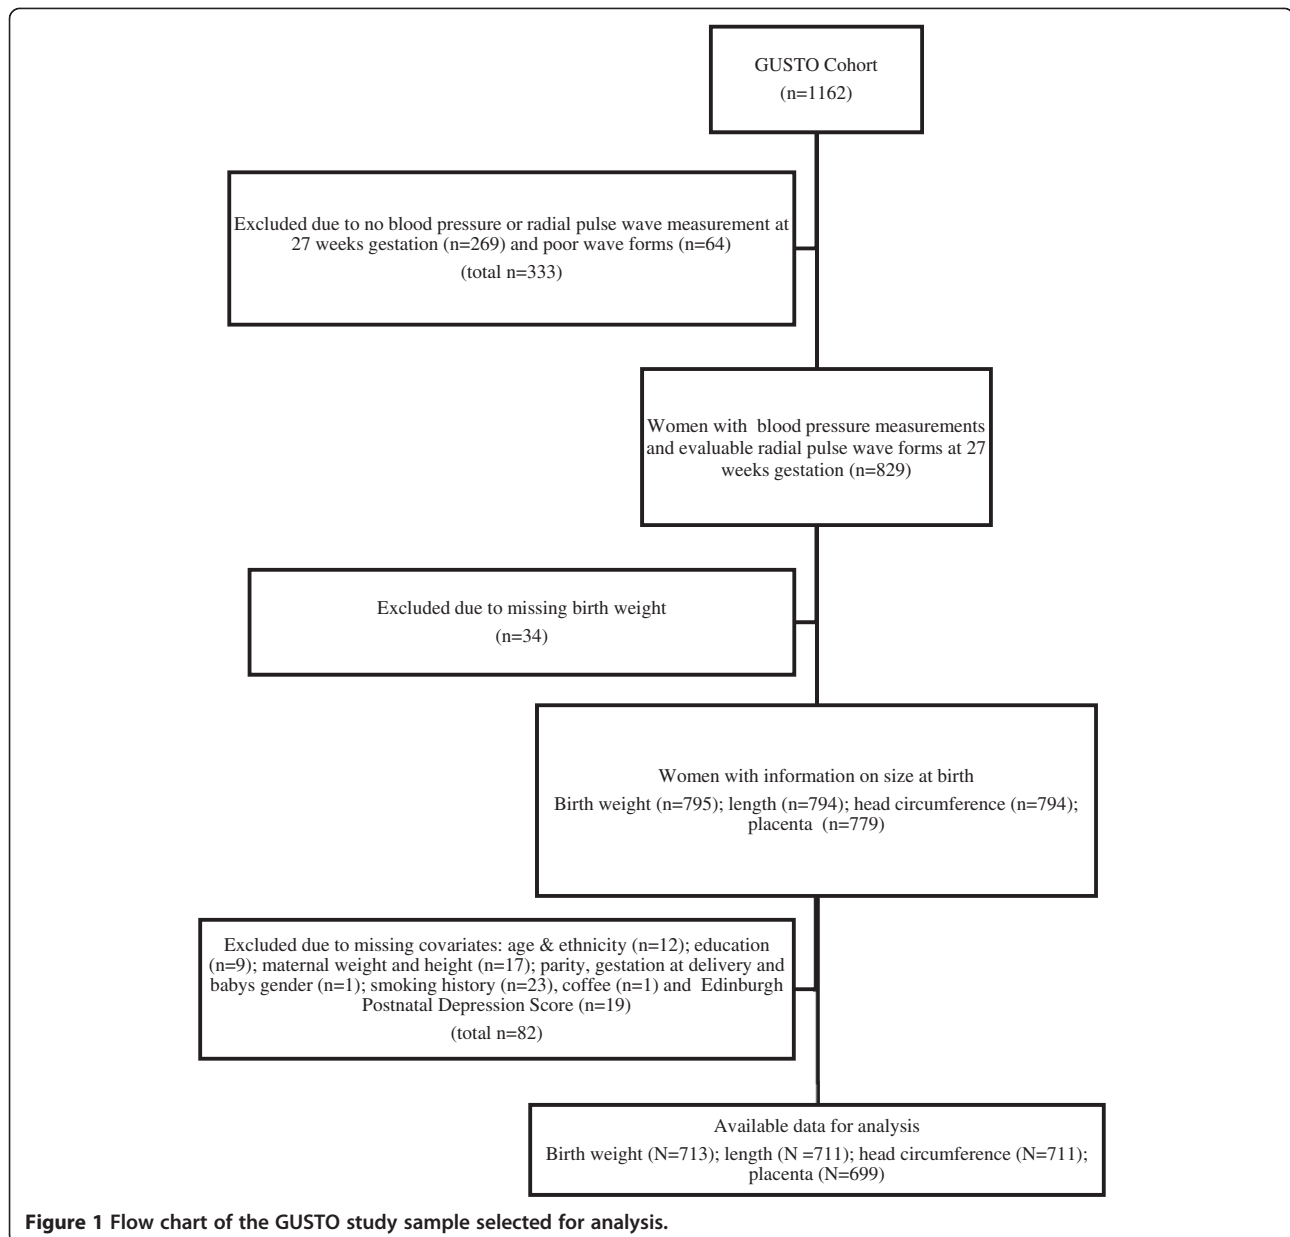 GUSTO Cohort
(n=1162)
Excluded due to no blood pressure or radial pulse wave measurement at
27 weeks gestation (n=269) and poor wave forms (n=64)
(total n=333)
Women with blood pressure measurements
and evaluable radial pulse wave forms at 27
weeks gestation (n=829)
Excluded due to missing birth weight
(n=34)
Women with information on size at birth
Birth weight (n=795); length (n=794); head circumference (n=794);
placenta (n=779)
Excluded due to missing covariates: age & ethnicity (n=12); education
(n=9); maternal weight and height (n=17); parity, gestation at delivery and
babys gender (n=1); smoking history (n=23), coffee (n=1) and Edinburgh
Postnatal Depression Score (n=19)
(total n=82)
Available data for analysis
Birth weight (N=713); length (N =711); head circumference (N=711);
placenta (N=699)
Figure 1 Flow chart of the GUSTO study sample selected for analysis.